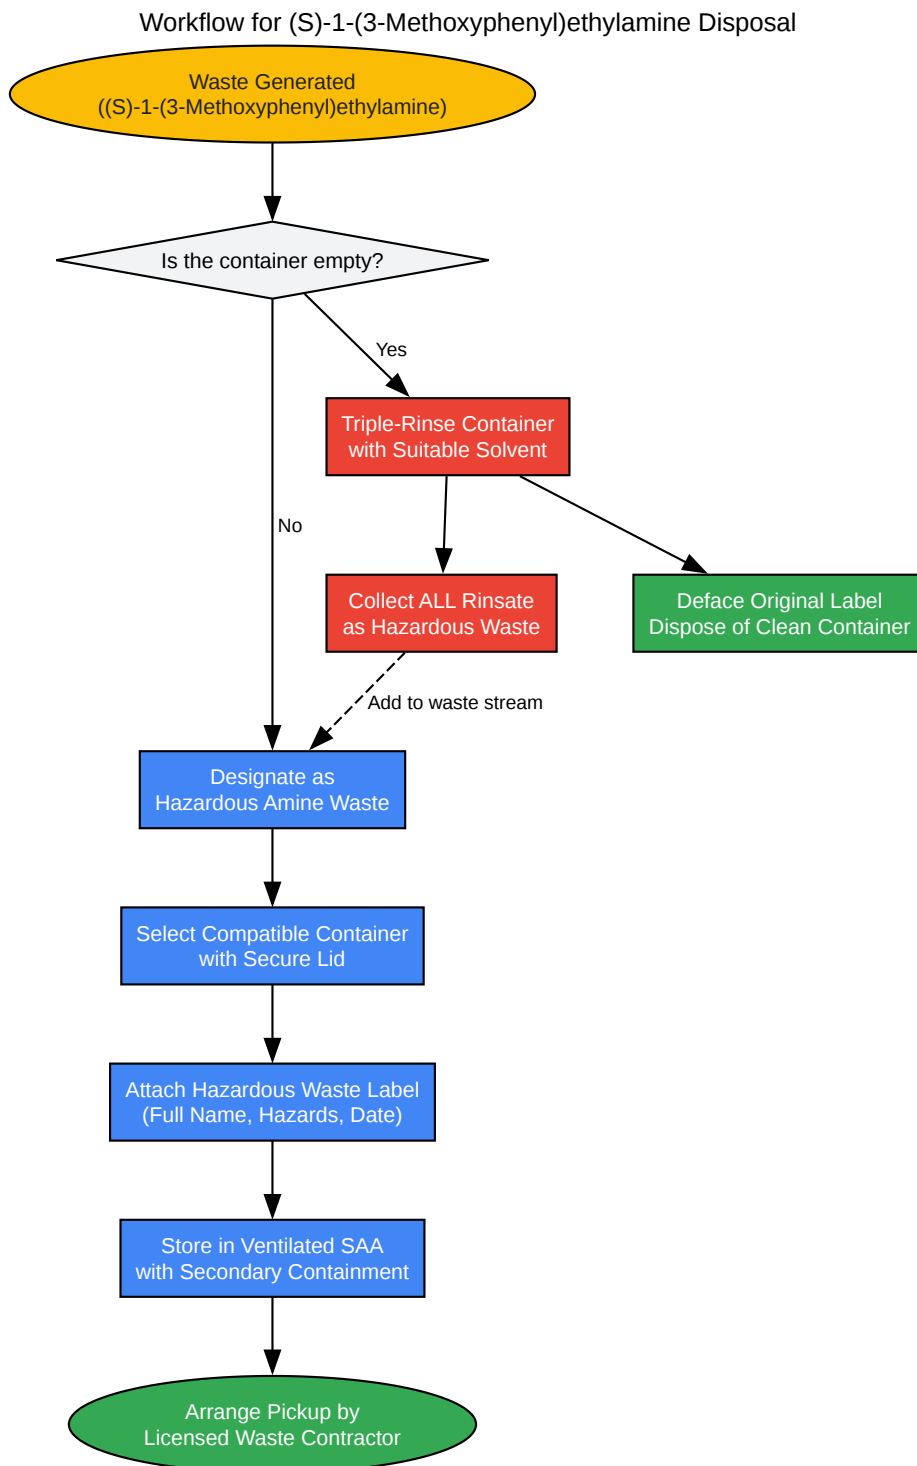 Workflow for (S)-1-(3-Methoxyphenyl)ethylamine Disposal
Waste Generated
((S)-1-(3-Methoxyphenyl)ethylamine)
Is the container empty?
Yes
Triple-Rinse Container
with Suitable Solvent
No
Collect ALL Rinsate
as Hazardous Waste
Deface Original Label
Dispose of Clean Container
Add to waste stream
Designate as
Hazardous Amine Waste
Select Compatible Container
with Secure Lid
Attach Hazardous Waste Label
(Full Name, Hazards, Date)
Store in Ventilated SAA
with Secondary Containment
Arrange Pickup by
Licensed Waste Contractor